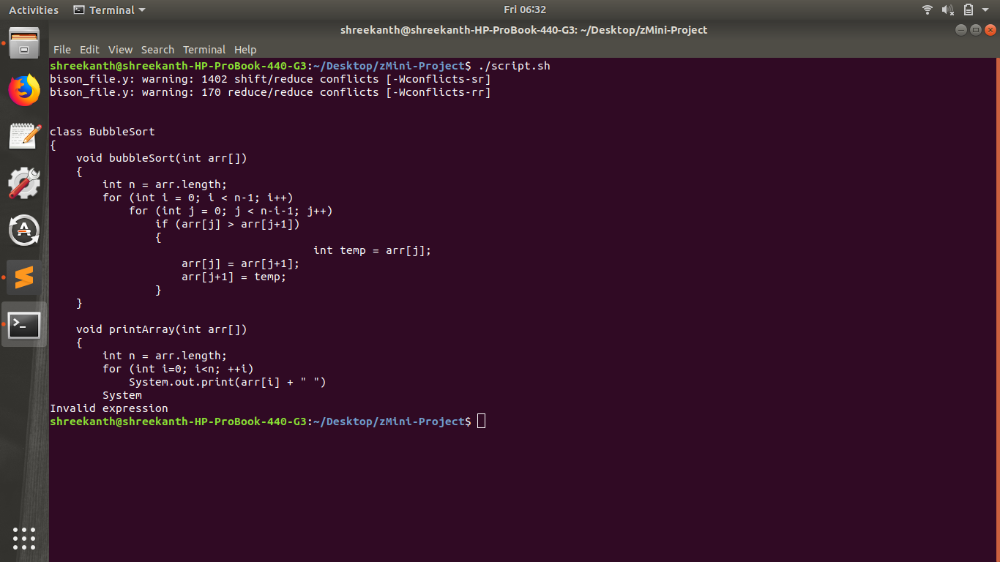 Activities Terminal Fri 06:32
shreekanth@shreekanth-HP-ProBook-440-G3: ~/Desktop/zMini-Project
File Edit View Search Terminal Help
shreekanth@shreekanth-HP-ProBook-440-G3:~/Desktop/zMini-Project$ ./script.sh
bison_file.y: warning: 1402 shift/reduce conflicts [-Wconflicts-sr]
bison_file.y: warning: 170 reduce/reduce conflicts [-Wconflicts-rr]
class BubbleSort
{
    void bubbleSort(int arr[])
    {
        int n = arr.length;
        for (int i = 0; i < n-1; i++)
            for (int j = 0; j < n-i-1; j++)
                if (arr[j] > arr[j+1])
                {
                                        int temp = arr[j];
                    arr[j] = arr[j+1];
                    arr[j+1] = temp;
                }
    }
    void printArray(int arr[])
    {
        int n = arr.length;
        for (int i=0; i<n; ++i)
            System.out.print(arr[i] + " ")
        System
Invalid expression
shreekanth@shreekanth-HP-ProBook-440-G3:~/Desktop/zMini-Project$